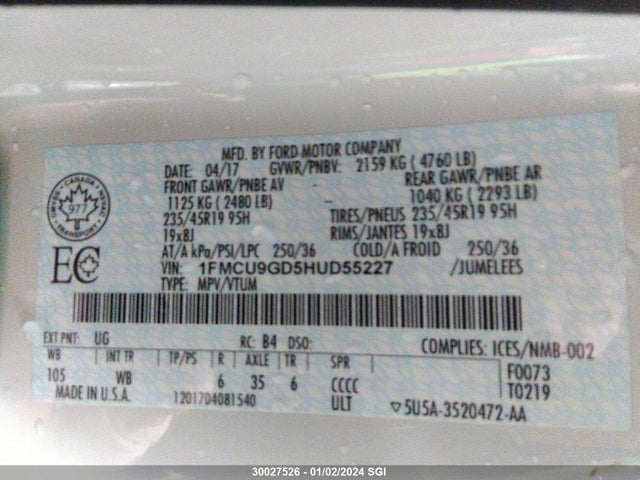 MFD. BY FORD MOTOR COMPANY
DATE: 04/17 GVWR/PNBV: 2159 KG ( 4760 LB)
FRONT GAWR/PNBE AV - REAR GAWR/PNBE AR
1125 KG ( 2480 LB) - 1040 KG ( 2293 LB)
235/45R19 95H TIRES/PNEUS 235/45R19 95H
19x8J RIMS/JANTES 19x8J
AT/A kPa/PSI/LPC 250/36 COLD/A FROID 250/36
VIN: 1FMCU9GD5HUD55227 /JUMELEES
TYPE: MPV/VTUM
CANADA
977
TRANSPORT
EC
EXT PNT: UG RC: B4 DSO: COMPLIES: ICES/NMB-002
WB INT TR TP/PS R AXLE TR SPR F0073
105 WB 6 35 6 CCCC T0219
MADE IN U.S.A. 1201704081540 ULT ▽5U5A-3520472-AA
30027526 - 01/02/2024 SGI